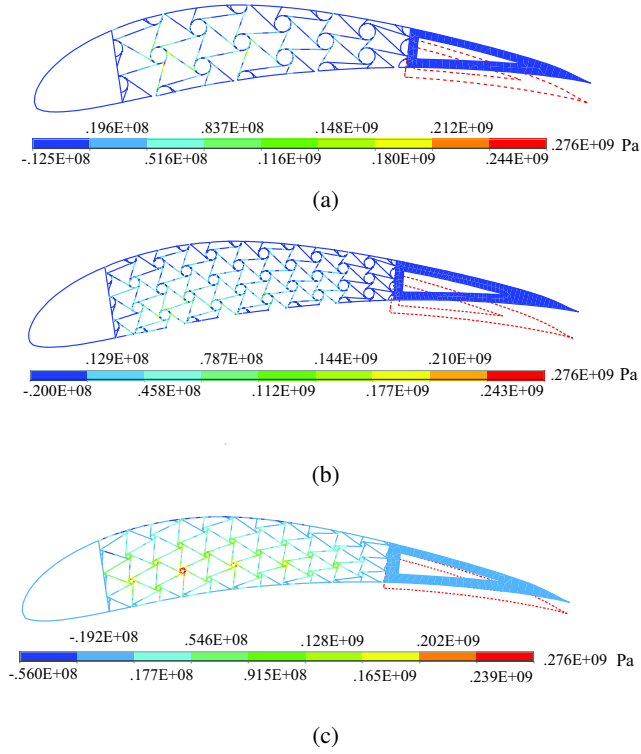 .196E+08 .837E+08 .148E+09 .212E+09
.276E+09 Pa
-.125E+08 .516E+08 .116E+09 .180E+09 .244E+09
(a)
.129E+08 .787E+08 .144E+09 .210E+09
.276E+09 Pa
-.200E+08 .458E+08 .112E+09 .177E+09 .243E+09
(b)
-.192E+08 .546E+08 .128E+09 .202E+09
.276E+09 Pa
-.560E+08 .177E+08 .915E+08 .165E+09 .239E+09
(c)